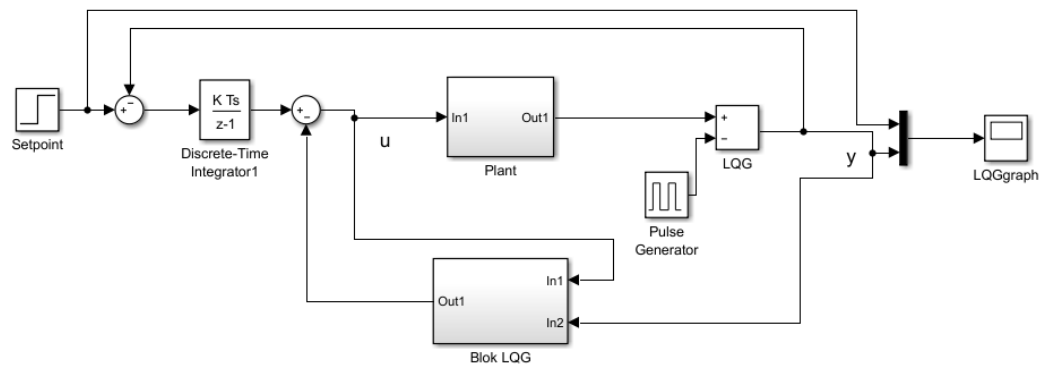 Setpoint
K Ts
z-1
Discrete-Time
Integrator1
u
In1
Out1
Plant
LQG
Pulse
Generator
y
LQGgraph
Out1
In1
In2
Blok LQG